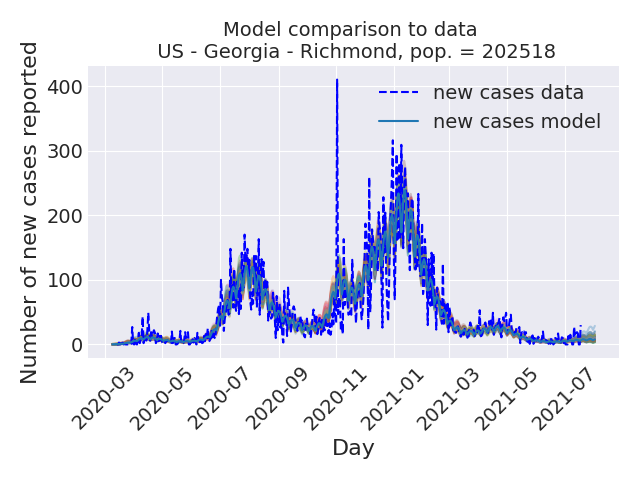 Model comparison to data
US - Georgia - Richmond, pop. = 202518
Number of new cases reported
400
300
200
100
0
new cases data
new cases model
2020-03
2020-05
2020-07
2020-09
2020-11
2021-01
2021-03
2021-05
2021-07
Day